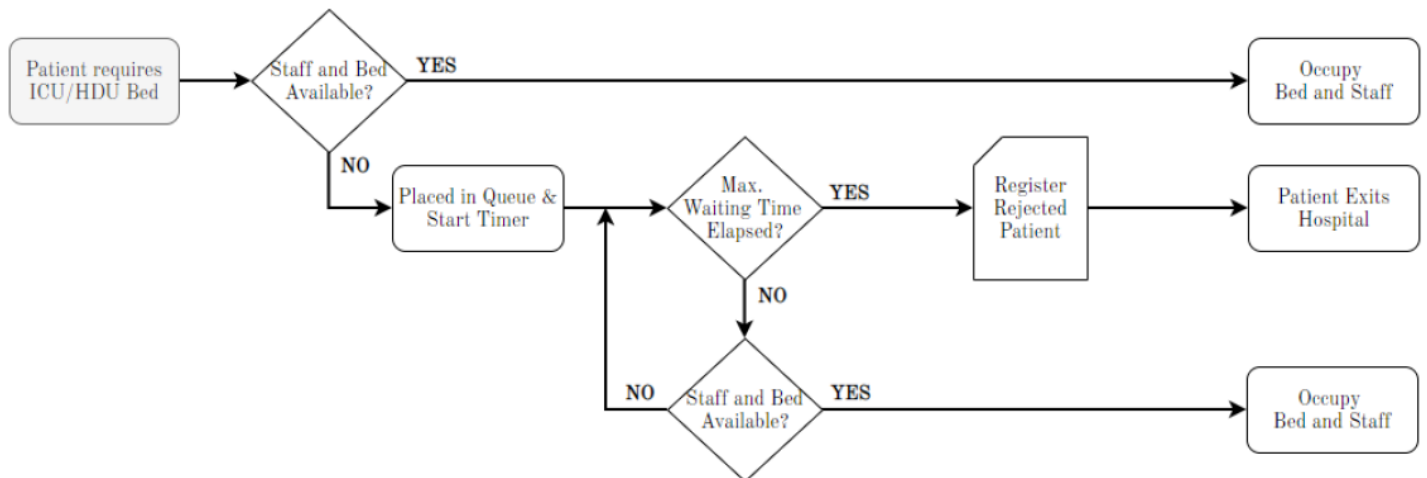 Patient requires
ICU/HDU Bed
Staff and Bed
Available?
YES
Occupy
Bed and Staff
NO
Placed in Queue &
Start Timer
Max.
Waiting Time
Elapsed?
YES
Register
Rejected
Patient
Patient Exits
Hospital
NO
Staff and Bed
Available?
NO
YES
Occupy
Bed and Staff